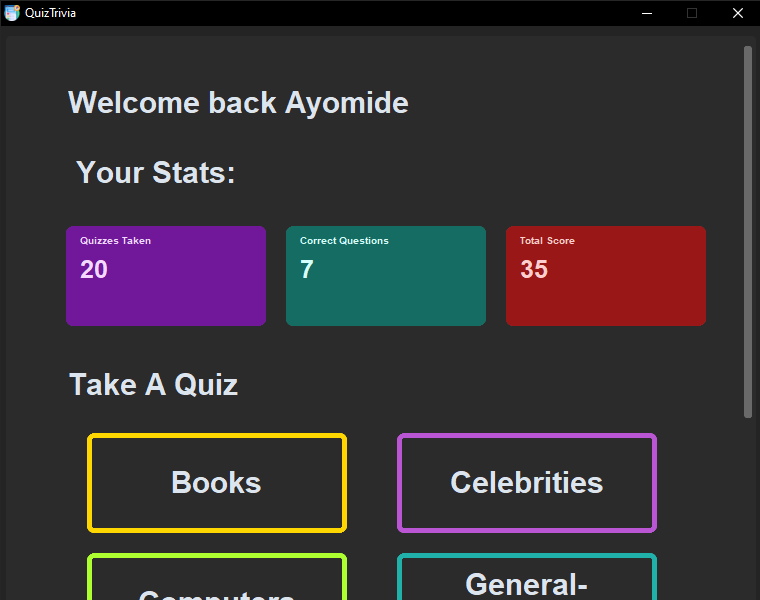 QuizTrivia
Welcome back Ayomide
Your Stats:
Quizzes Taken
20
Correct Questions
7
Total Score
35
Take A Quiz
Books
Celebrities
Computers
General-